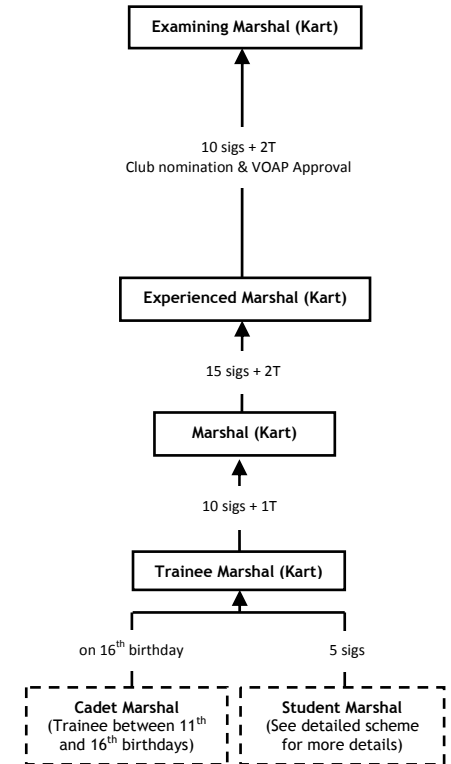 Examining Marshal (Kart)
10 sigs + 2T
Club nomination & VOAP Approval
Experienced Marshal (Kart)
15 sigs + 2T
Marshal (Kart)
10 sigs + 1T
Trainee Marshal (Kart)
on 16th birthday
5 sigs
Cadet Marshal
(Trainee between 11th
and 16th birthdays)
Student Marshal
(See detailed scheme
for more details)